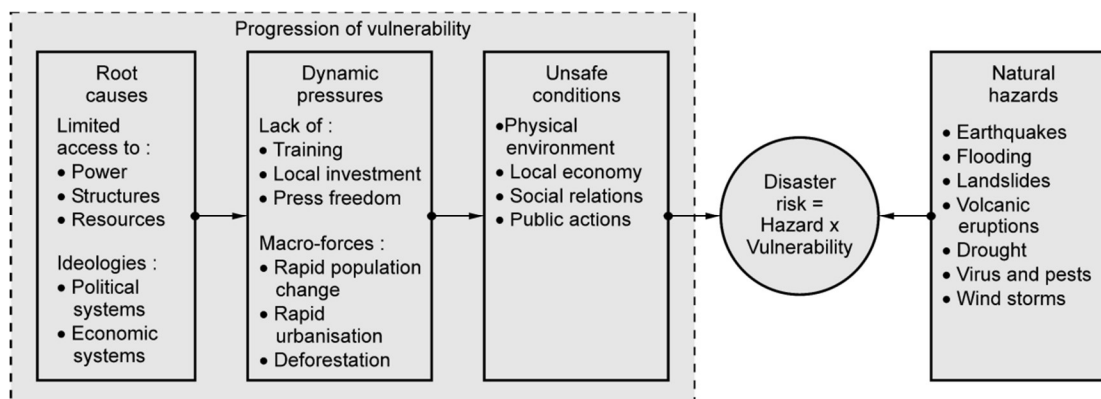 Progression of vulnerability
Root
causes
Limited
access to :
• Power
• Structures
• Resources
Ideologies :
• Political
systems
• Economic
systems
Dynamic
pressures
Lack of :
• Training
• Local investment
• Press freedom
Macro-forces :
• Rapid population
change
• Rapid
urbanisation
• Deforestation
Unsafe
conditions
•Physical
environment
• Local economy
• Social relations
• Public actions
Disaster
risk =
Hazard x
Vulnerability
Natural
hazards
• Earthquakes
• Flooding
• Landslides
• Volcanic
eruptions
• Drought
• Virus and pests
• Wind storms